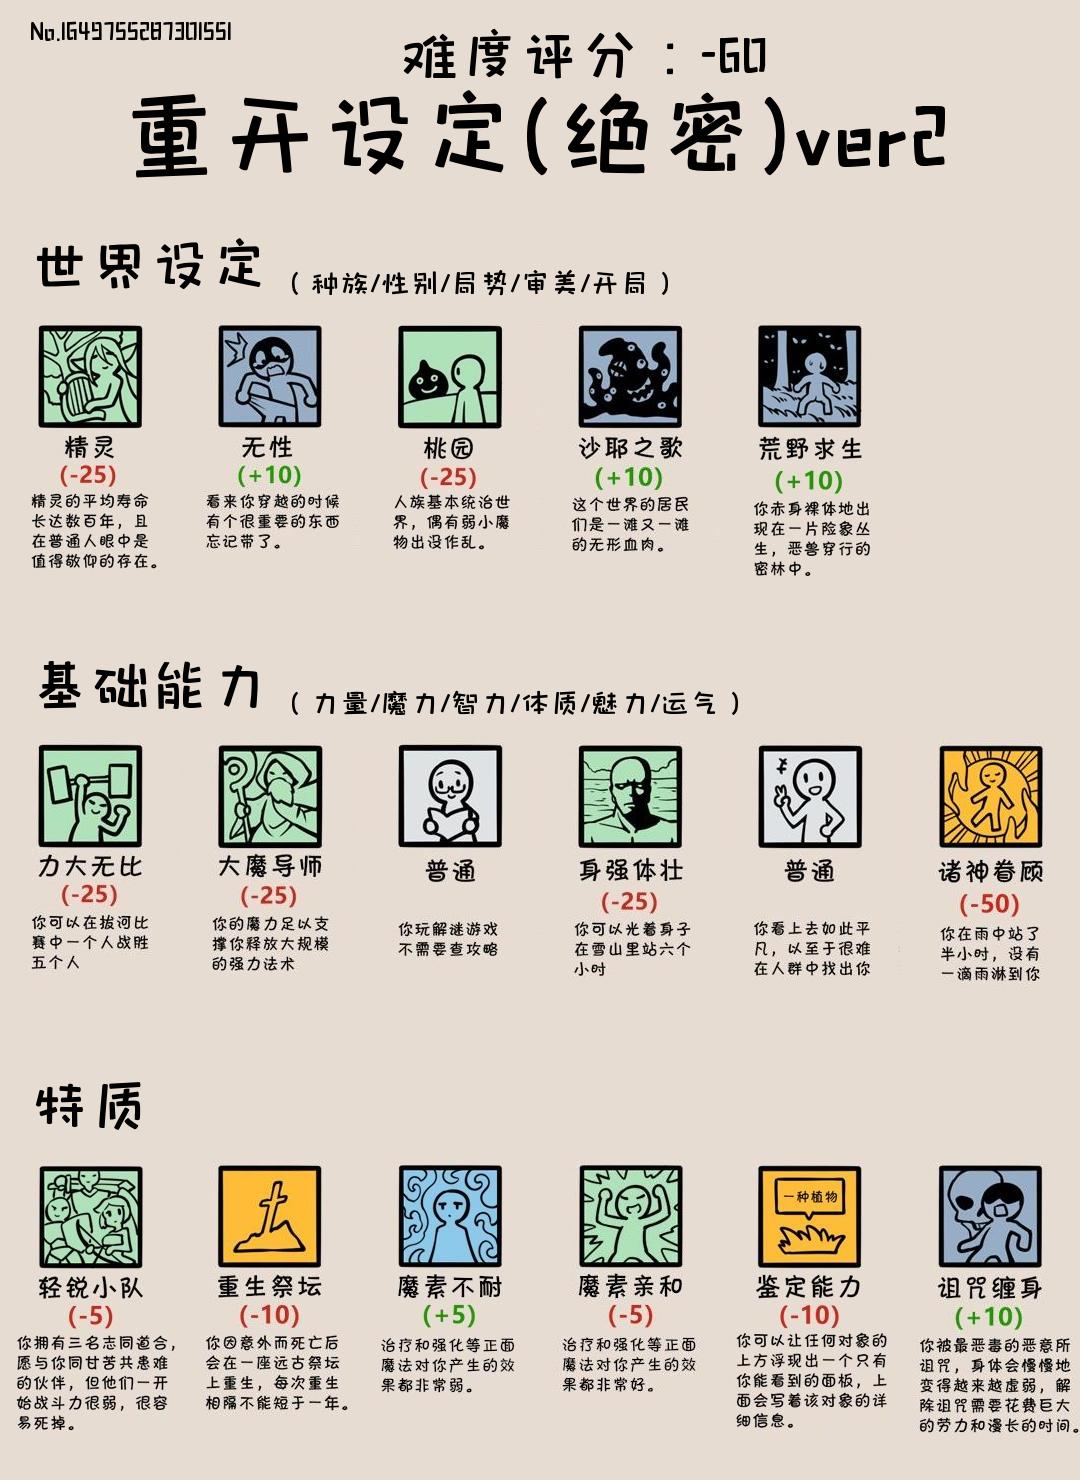 No.1649755287301551
难度评分：-60
重开设定(绝密)ver2
世界设定（种族/性别/局势/审美/开局）
精灵 无性 桃园 沙耶之歌 荒野求生
(-25) (+10) (-25) (+10) (+10)
精灵的平均寿命
长达数百年，且
在普通人眼中是
值得敬仰的存在。
看来你穿越的时候
有个很重要的东西
忘记带了。
人族基本统治世
界，偶有弱小魔
物出没作乱。
这个世界的居民
们是一滩又一滩
的无形血肉。
你赤身裸体地出
现在一片险象丛
生，恶兽穿行的
密林中。
基础能力（力量/魔力/智力/体质/魅力/运气）
力大无比 大魔导师 普通 身强体壮 普通 诸神眷顾
(-25) (-25) (-25) (-50)
你可以在拔河比
赛中一个人战胜
五个人
你的魔力足以支
撑你释放大规模
的强力法术
你玩解谜游戏
不需要查攻略
你可以光着身子
在雪山里站六个
小时
你看上去如此平
凡，以至于很难
在人群中找出你
你在雨中站了
半小时，没有
一滴雨淋到你
特质
一种植物
轻锐小队 重生祭坛 魔素不耐 魔素亲和 鉴定能力 诅咒缠身
(-5) (-10) (+5) (-5) (-10) (+10)
你拥有三名志同道合，
愿与你同甘苦共患难
的伙伴，但他们一开
始战斗力很弱，很容
易死掉。
你因意外而死亡后
会在一座远古祭坛
上重生，每次重生
相隔不能短于一年。
治疗和强化等正面
魔法对你产生的效
果都非常弱。
治疗和强化等正面
魔法对你产生的效
果都非常好。
你可以让任何对象的
上方浮现出一个只有
你能看到的面板，上
面会写着该对象的详
细信息。
你被最恶毒的恶意所
诅咒，身体会慢慢地
变得越来越虚弱，解
除诅咒需要花费巨大
的劳力和漫长的时间。